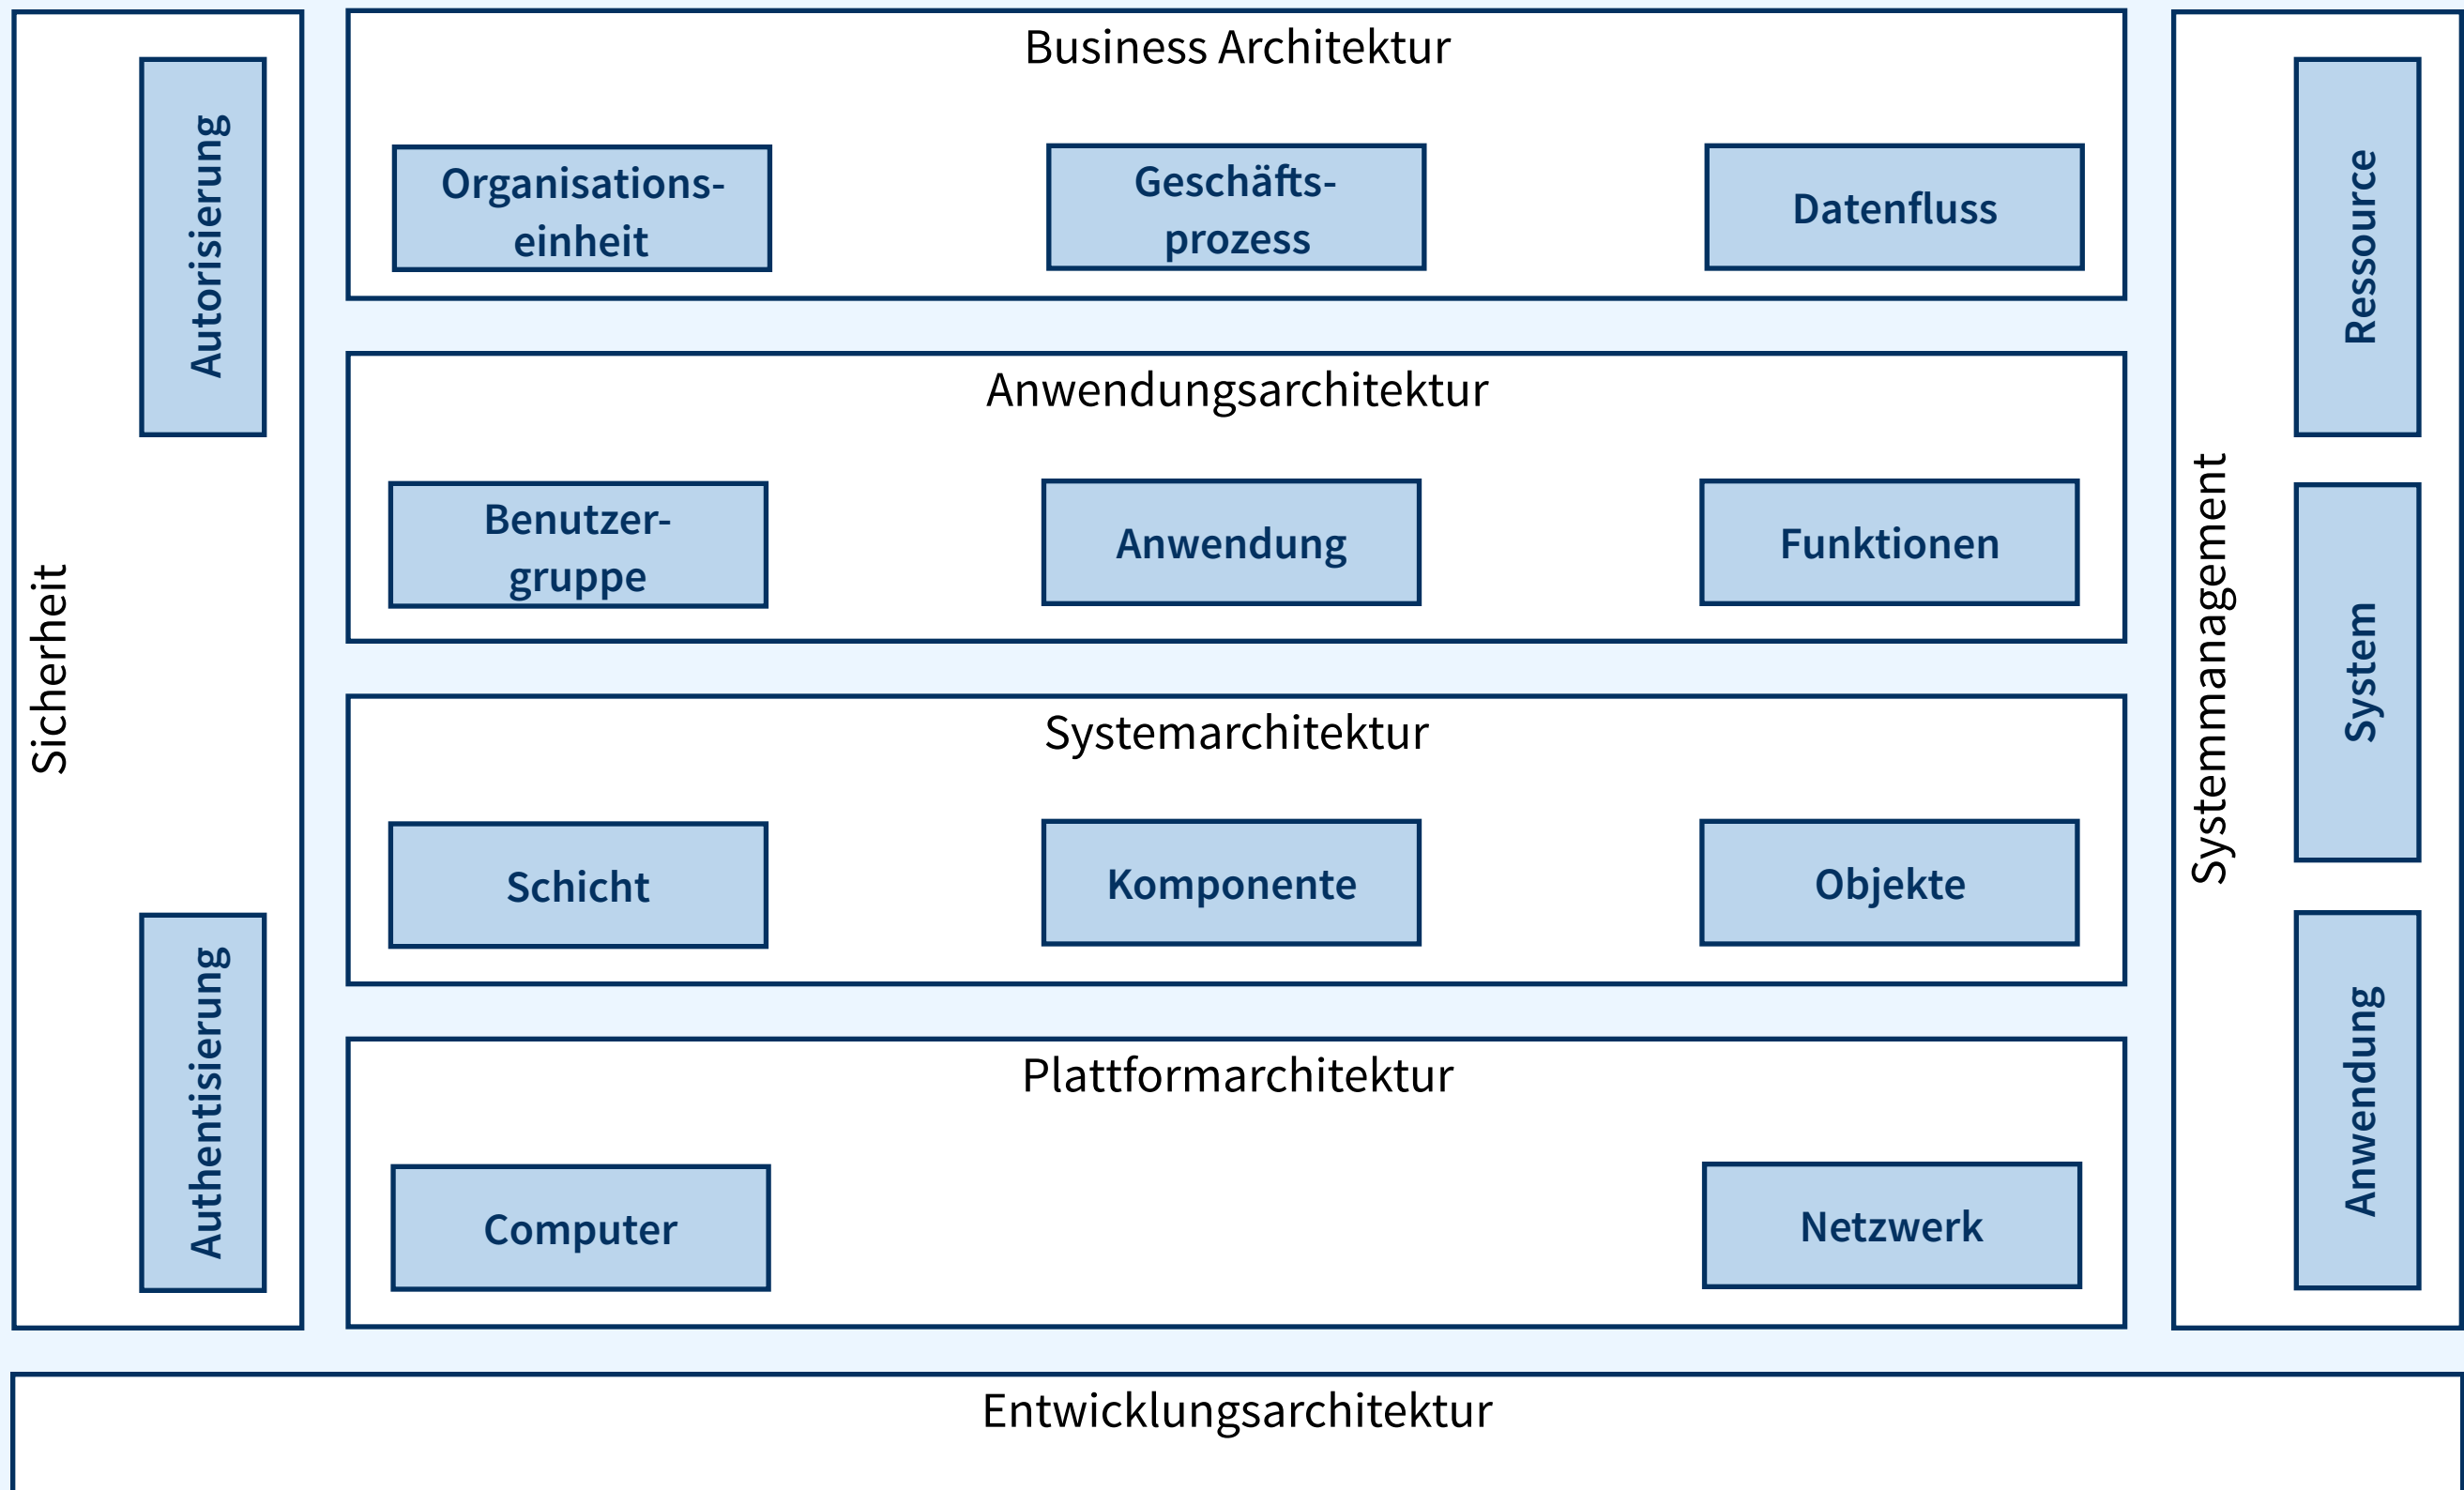 Sicherheit
Autorisierung
Authentisierung
Business Architektur
Organisations-
einheit
Geschäfts-
prozess
Datenfluss
Anwendungsarchitektur
Benutzer-
gruppe
Anwendung
Funktionen
Systemarchitektur
Schicht
Komponente
Objekte
Plattformarchitektur
Computer
Netzwerk
Systemmanagement
Ressource
System
Anwendung
Entwicklungsarchitektur